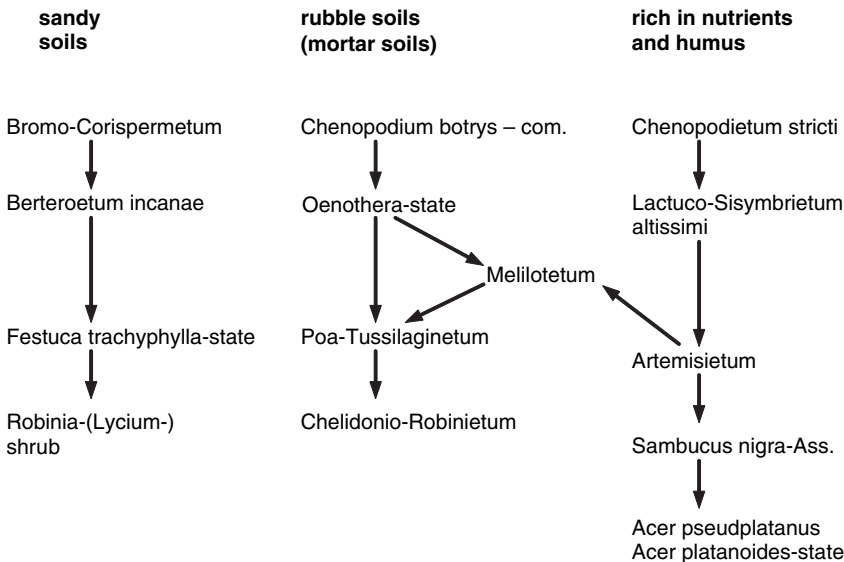 sandy
soils
rubble soils
(mortar soils)
rich in nutrients
and humus
Bromo-Corispermetum
Chenopodium botrys – com.
Chenopodietum stricti
Berteroetum incanae
Oenothera-state
Lactuco-Sisymbrietum
altissimi
Melilotetum
Festuca trachyphylla-state
Poa-Tussilaginetum
Artemisietum
Robinia-(Lycium-)
shrub
Chelidonio-Robinietum
Sambucus nigra-Ass.
Acer pseudplatanus
Acer platanoides-state